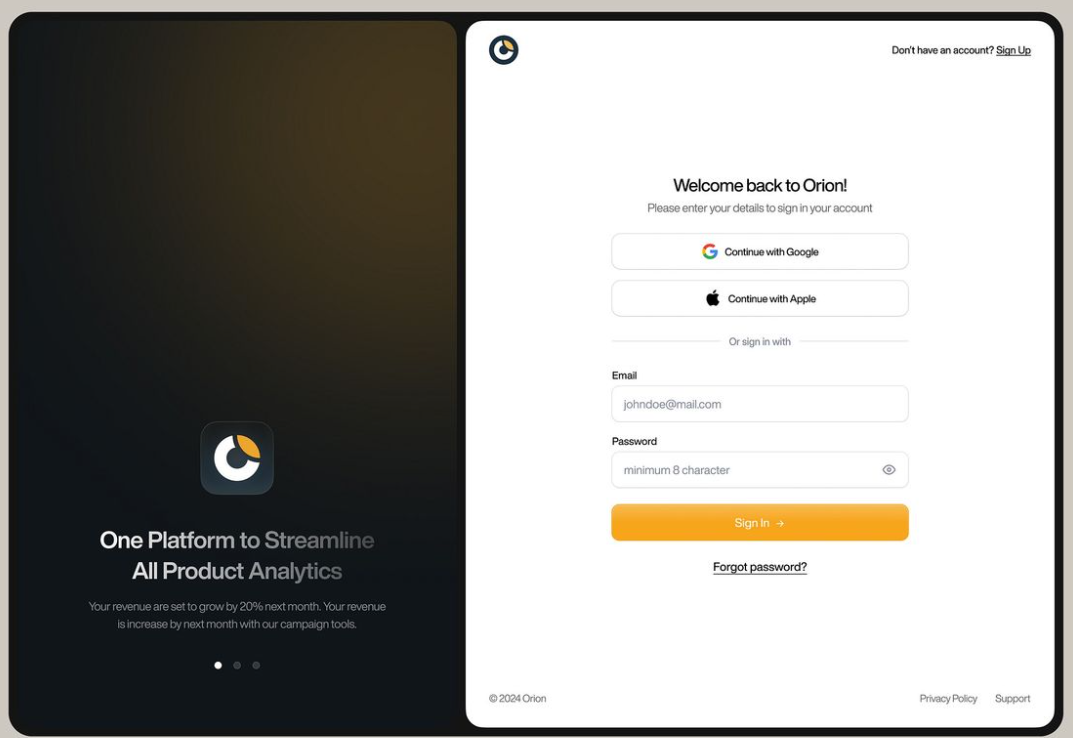 One Platform to Streamline
All Product Analytics
Your revenue are set to grow by 20% next month. Your revenue
is increase by next month with our campaign tools.
Don't have an account? Sign Up
Welcome back to Orion!
Please enter your details to sign in your account
Continue with Google
Continue with Apple
Or sign in with
Email
johndoe@mail.com
Password
minimum 8 character
Sign In →
Forgot password?
© 2024 Orion
Privacy Policy
Support